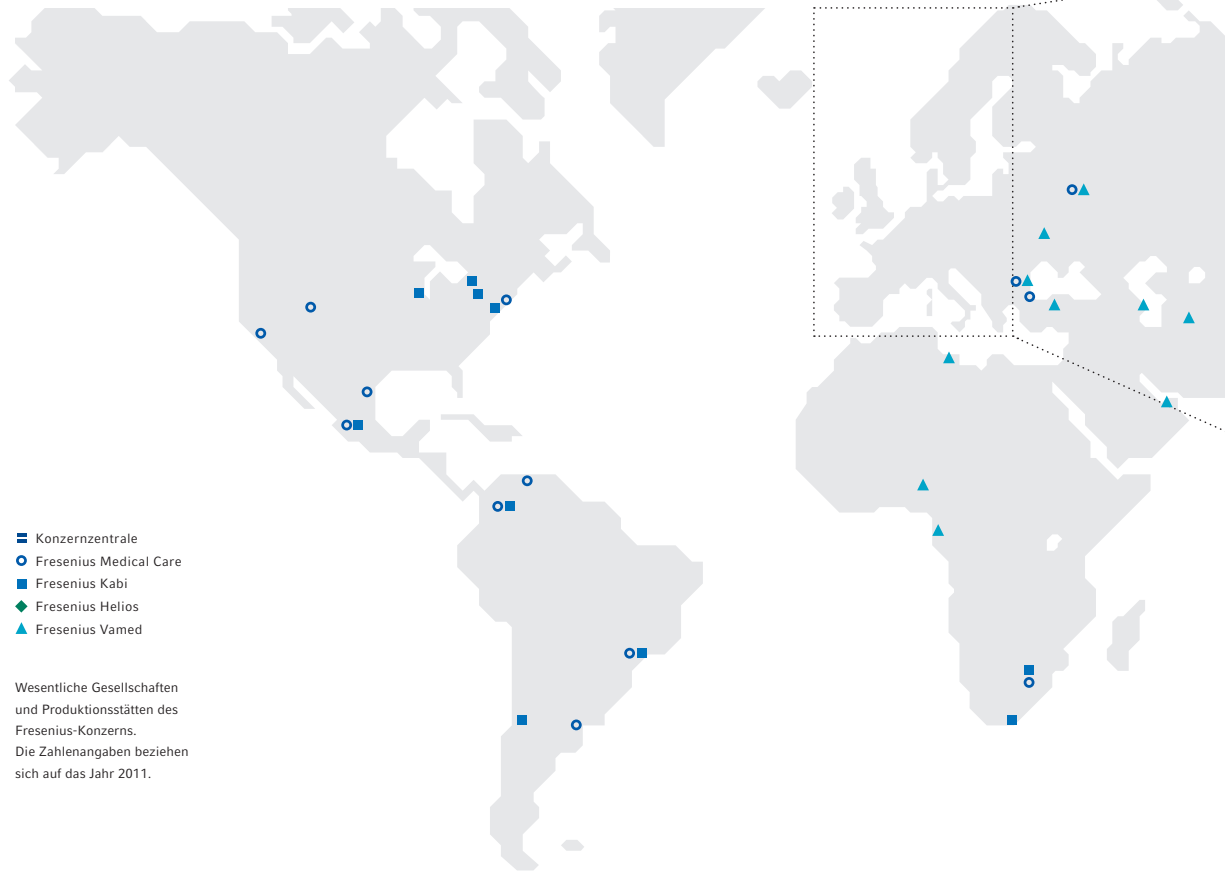 Konzernzentrale
Fresenius Medical Care
Fresenius Kabi
Fresenius Helios
Fresenius Vamed
Wesentliche Gesellschaften
und Produktionsstätten des
Fresenius-Konzerns.
Die Zahlenangaben beziehen
sich auf das Jahr 2011.